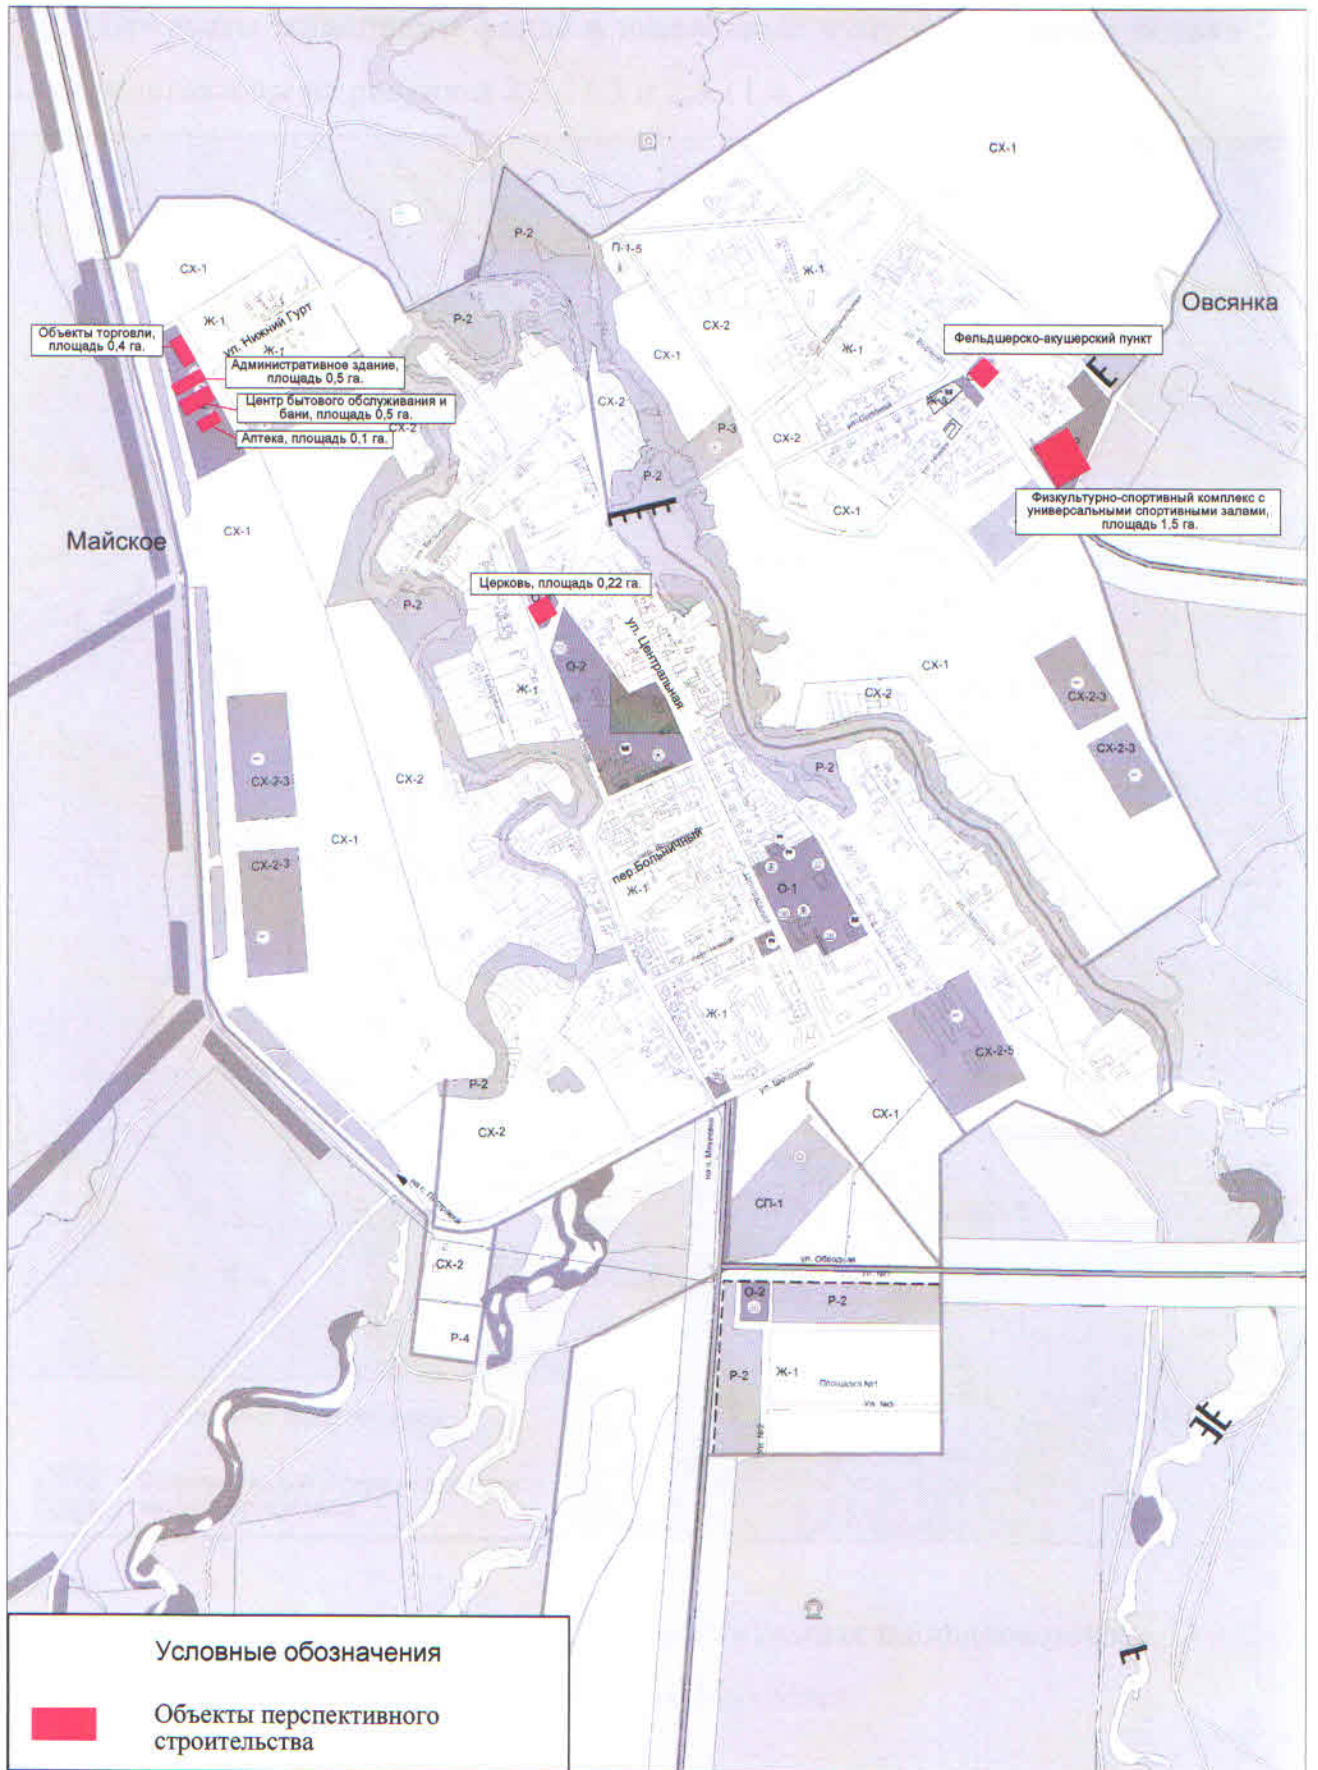 СХ-1
Р-2
П-1-5
СХ-1
Ж-1
Овсянка
Ж-1
ул. Нижний Гурт
Р-2
СХ-2
Объекты торговли,
площадь 0,4 га.
Ж-1
СХ-1
Ж-1
Фельдшерско-акушерский пункт
Административное здание,
площадь 0,5 га.
СХ-2
Центр бытового обслуживания и
бани, площадь 0,5 га.
СХ-2
Р-3
СХ-2
Аптека, площадь 0,1 га.
Р-2
Физкультурно-спортивный комплекс с
универсальными спортивными залами,
площадь 1,5 га.
СХ-1
СХ-1
Майское
Церковь, площадь 0,22 га.
Р-2
ул. Центральная
О-2
СХ-1
Ж-1
СХ-2
СХ-2-3
СХ-2-3
СХ-2-3
СХ-2
Р-2
СХ-1
пер.Больничный
СХ-2-3
Ж-1
О-1
Ж-1
СХ-2-5
Р-2
СХ-1
СХ-2
СП-1
ул. Обводная
СХ-2
О-2
Р-2
Р-4
Р-2
Ж-1
Площадка №1
Ул. №3
Условные обозначения
Объекты перспективного
строительства